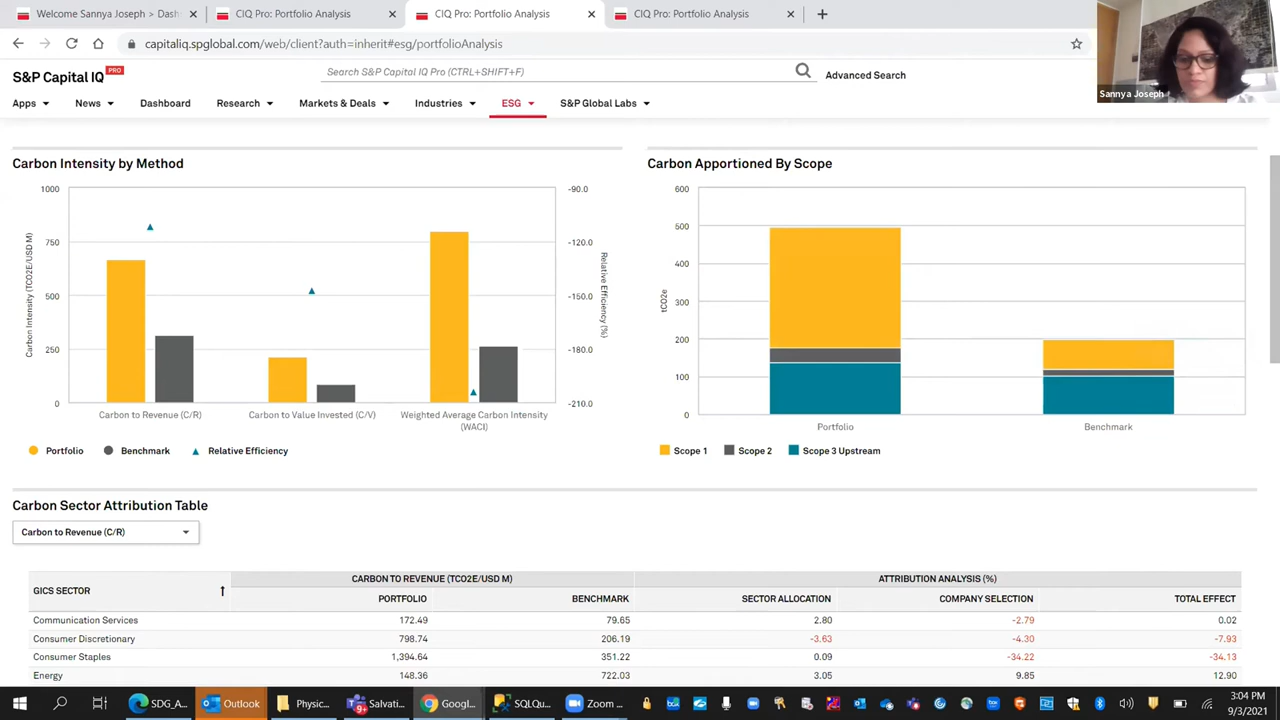 Welcome Sannya Joseph > Dash
CIQ Pro: Portfolio Analysis
CIQ Pro: Portfolio Analysis
CIQ Pro: Portfolio Analysis
capitaliq.spglobal.com/web/client?auth=inherit#esg/portfolioAnalysis
S&P Capital IQ PRO
Search S&P Capital IQ Pro (CTRL+SHIFT+F)
Advanced Search
Sannya Joseph
Apps News Dashboard Research Markets & Deals Industries ESG S&P Global Labs
Carbon Intensity by Method
1000
750
500
250
0
Carbon Intensity (TCO2E/USD M)
-90.0
-120.0
-150.0
-180.0
-210.0
Relative Efficiency (%)
Carbon to Revenue (C/R)
Carbon to Value Invested (C/V)
Weighted Average Carbon Intensity
(WACI)
Portfolio Benchmark Relative Efficiency
Carbon Apportioned By Scope
600
500
400
300
200
100
0
tCO2e
Portfolio
Benchmark
Scope 1 Scope 2 Scope 3 Upstream
Carbon Sector Attribution Table
Carbon to Revenue (C/R)
GICS SECTOR
CARBON TO REVENUE (TCO2E/USD M) ATTRIBUTION ANALYSIS (%)
PORTFOLIO BENCHMARK SECTOR ALLOCATION COMPANY SELECTION TOTAL EFFECT
Communication Services 172.49 79.65 2.80 -2.79 0.02
Consumer Discretionary 798.74 206.19 -3.63 -4.30 -7.93
Consumer Staples 1,394.64 351.22 0.09 -34.22 -34.13
Energy 148.36 722.03 3.05 9.85 12.90
SDG_A...
Outlook
Physic...
Salvati...
Googl...
SQLQu...
Zoom ...
3:04 PM
9/3/2021